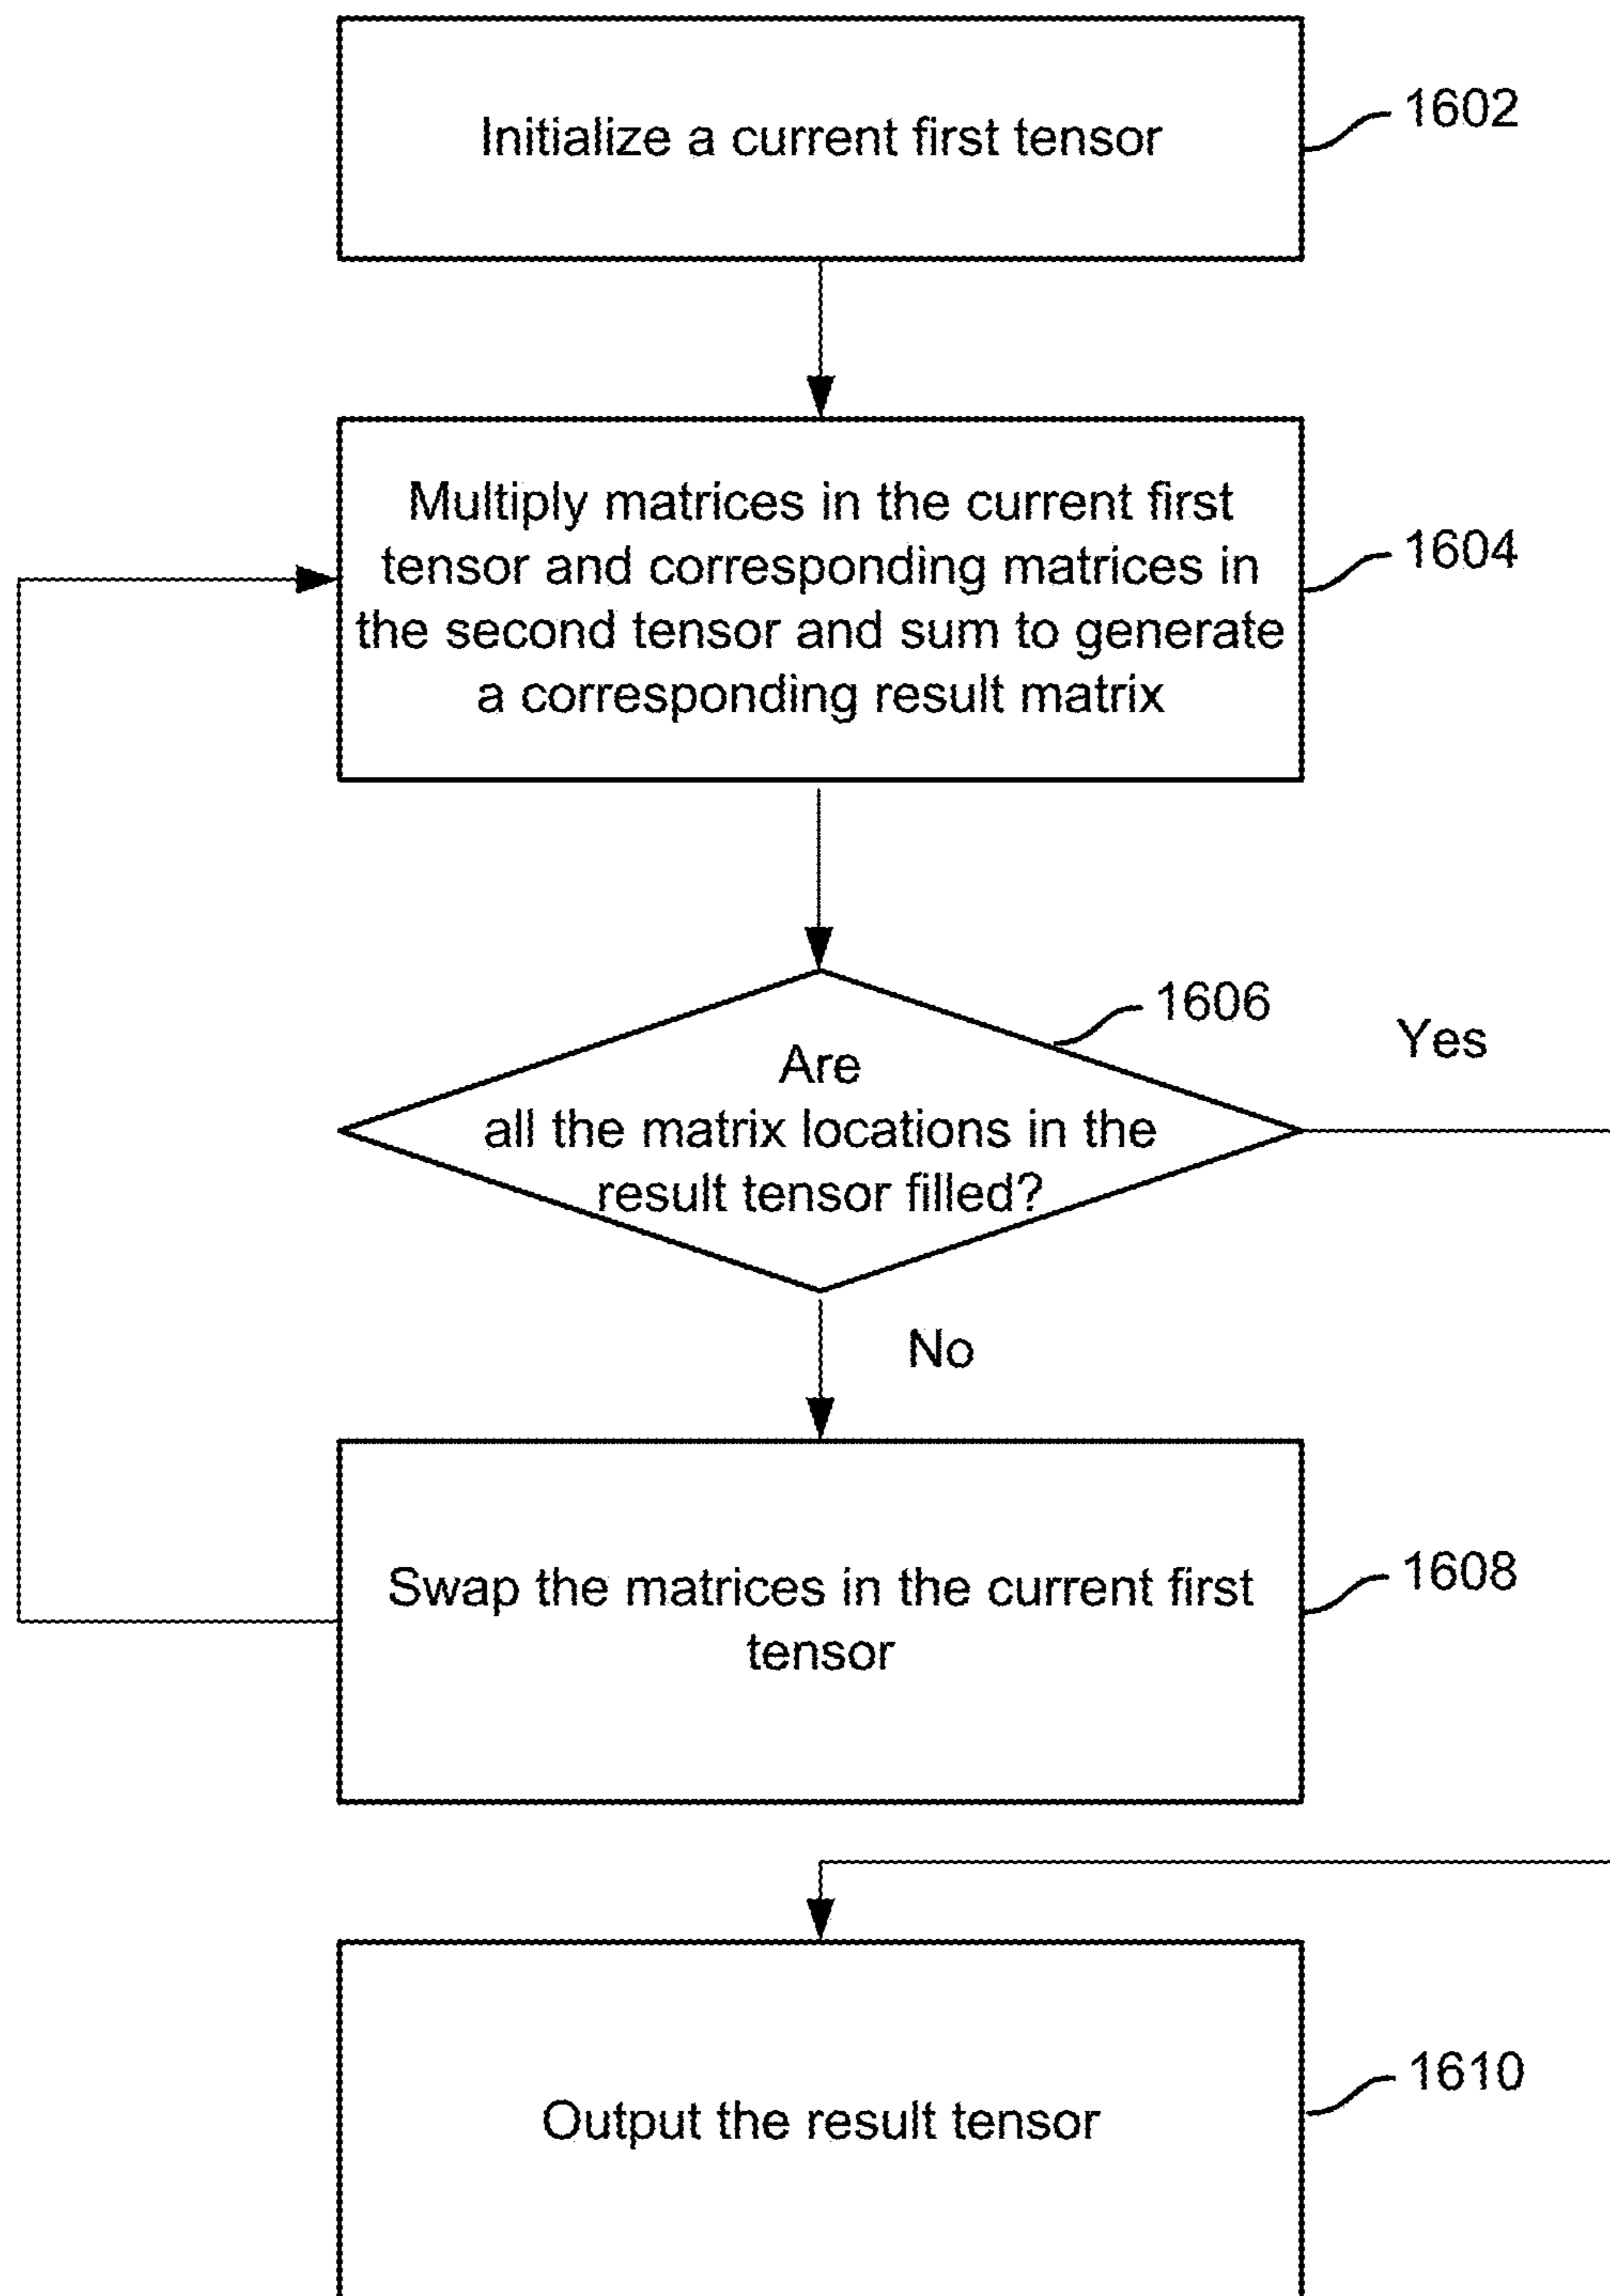 Initialize a current first tensor
1602
Multiply matrices in the current first
tensor and corresponding matrices in
the second tensor and sum to generate
a corresponding result matrix
1604
1606
Yes
Are
all the matrix locations in the
result tensor filled?
No
Swap the matrices in the current first
tensor
1608
Output the result tensor
1610